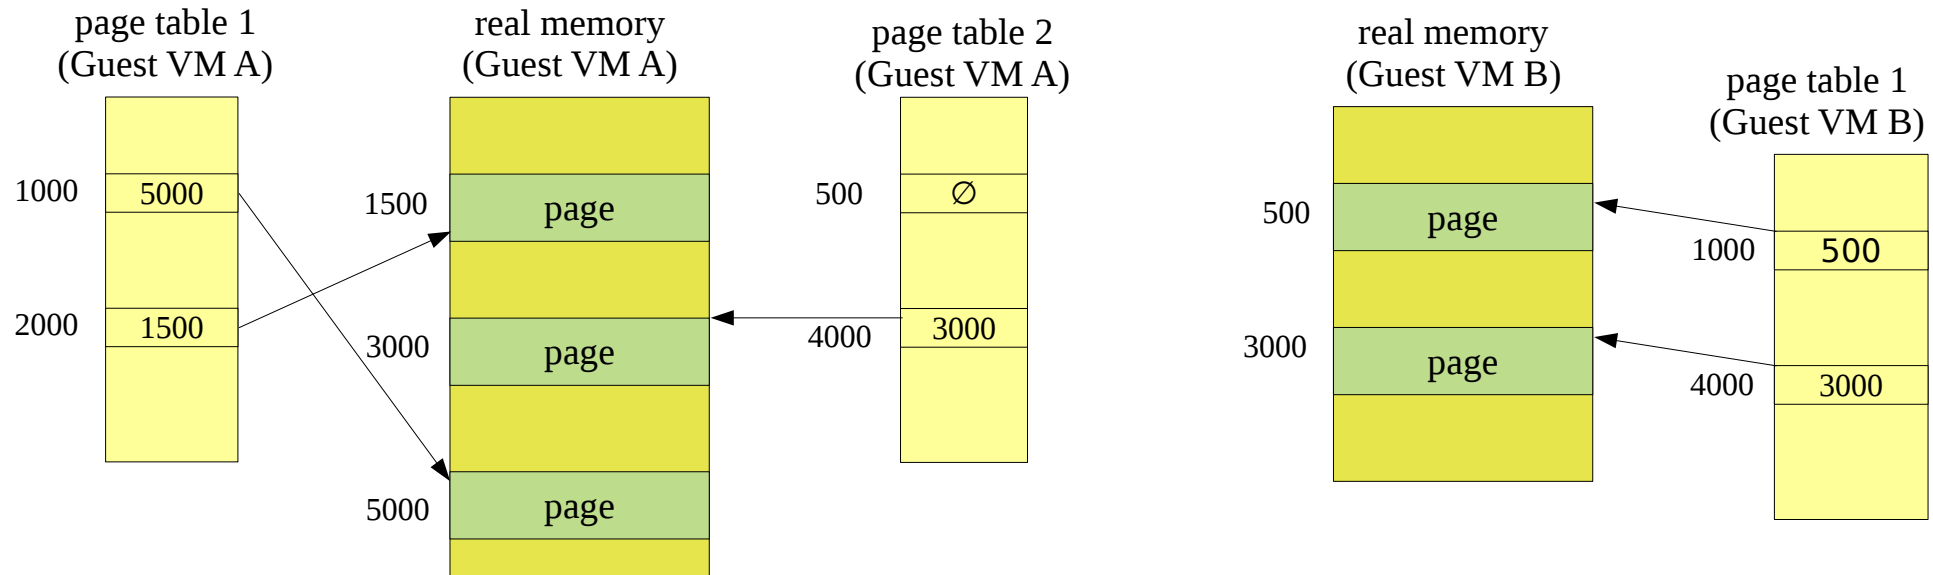 page table 1
(Guest VM A)
1000
5000
2000
1500
real memory
(Guest VM A)
1500
page
3000
page
5000
page
page table 2
(Guest VM A)
500
∅
4000
3000
real memory
(Guest VM B)
500
page
3000
page
page table 1
(Guest VM B)
1000
500
4000
3000